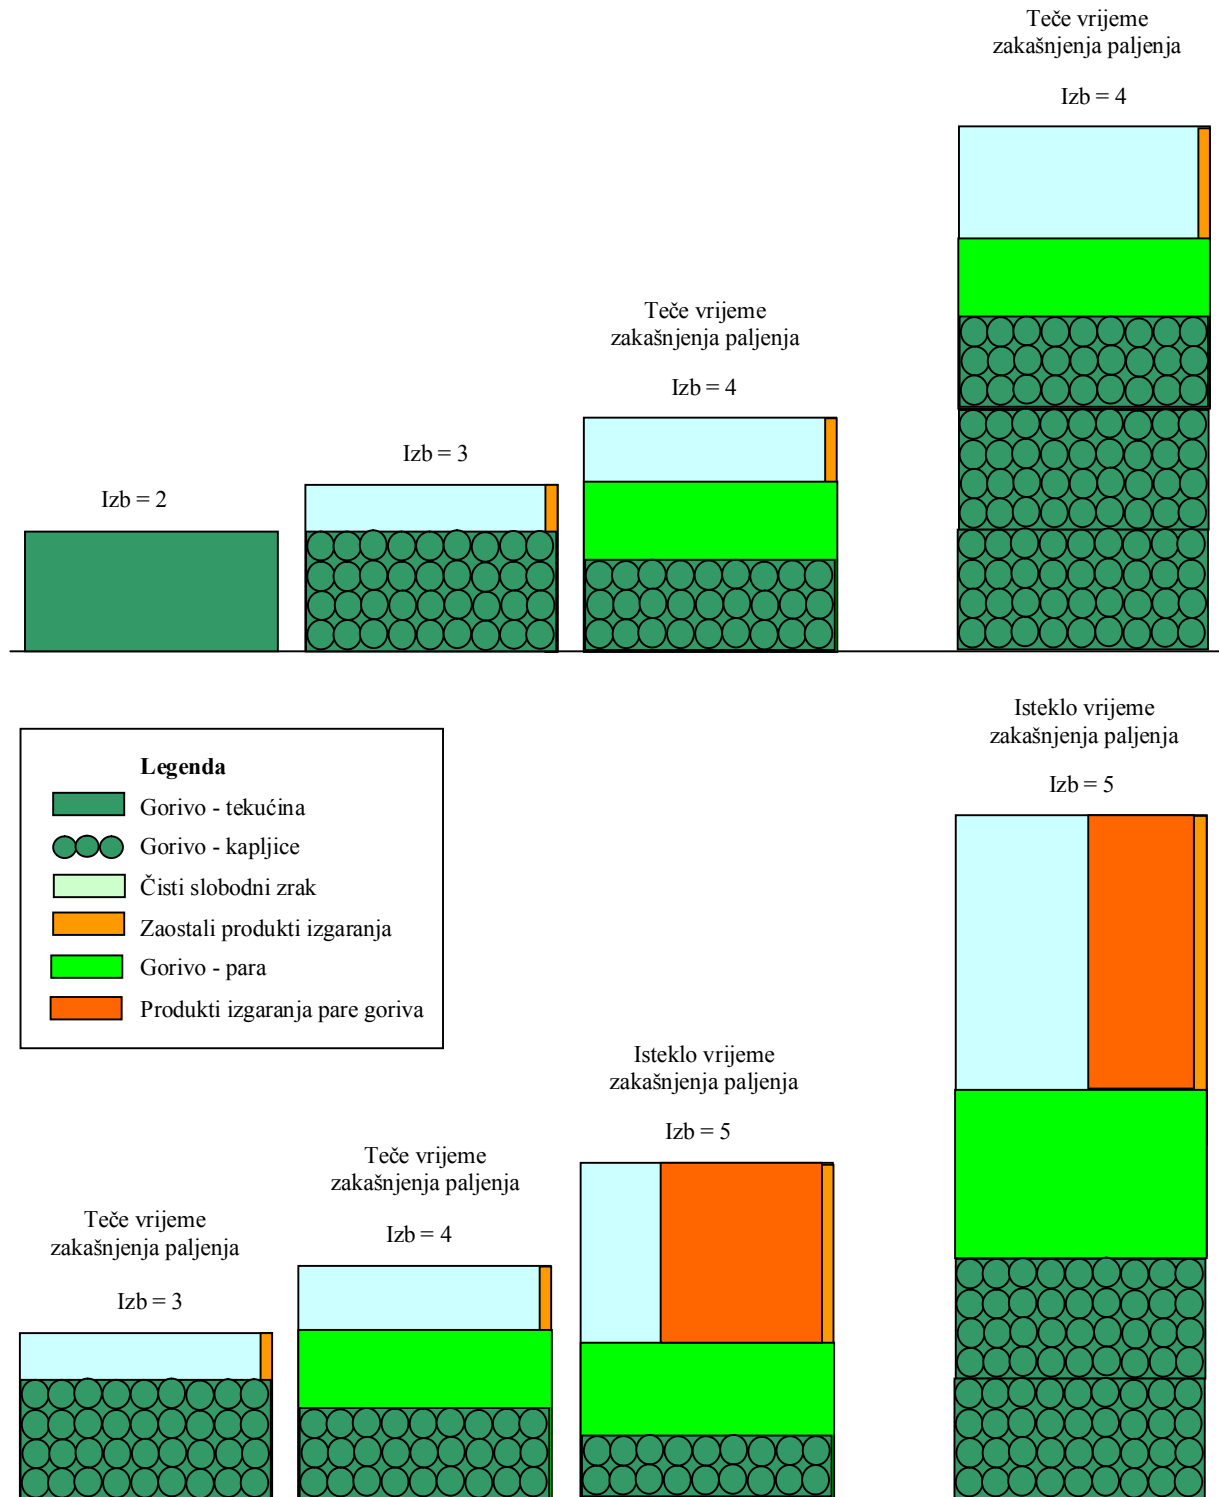 Teče vrijeme
zakašnjenja paljenja
Izb = 4
Teče vrijeme
zakašnjenja paljenja
Izb = 4
Izb = 3
Izb = 2
Legenda
Gorivo - tekućina
Gorivo - kapljice
Čisti slobodni zrak
Zaostali produkti izgaranja
Gorivo - para
Produkti izgaranja pare goriva
Isteklo vrijeme
zakašnjenja paljenja
Izb = 5
Isteklo vrijeme
zakašnjenja paljenja
Izb = 5
Teče vrijeme
zakašnjenja paljenja
Izb = 4
Teče vrijeme
zakašnjenja paljenja
Izb = 3